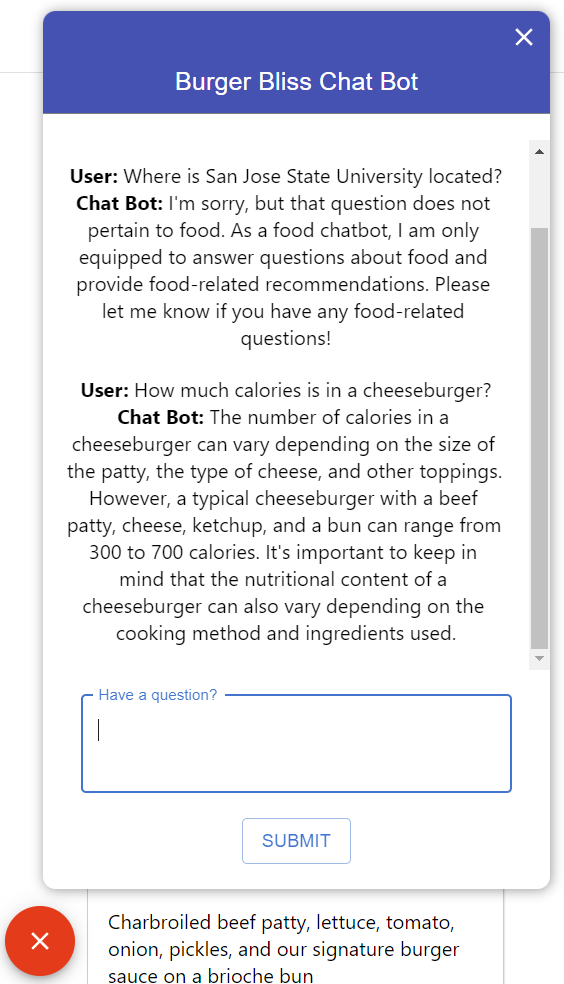 Burger Bliss Chat Bot
User: Where is San Jose State University located?
Chat Bot: I'm sorry, but that question does not
pertain to food. As a food chatbot, I am only
equipped to answer questions about food and
provide food-related recommendations. Please
let me know if you have any food-related
questions!
User: How much calories is in a cheeseburger?
Chat Bot: The number of calories in a
cheeseburger can vary depending on the size of
the patty, the type of cheese, and other toppings.
However, a typical cheeseburger with a beef
patty, cheese, ketchup, and a bun can range from
300 to 700 calories. It's important to keep in
mind that the nutritional content of a
cheeseburger can also vary depending on the
cooking method and ingredients used.
Have a question?
SUBMIT
Charbroiled beef patty, lettuce, tomato,
onion, pickles, and our signature burger
sauce on a brioche bun